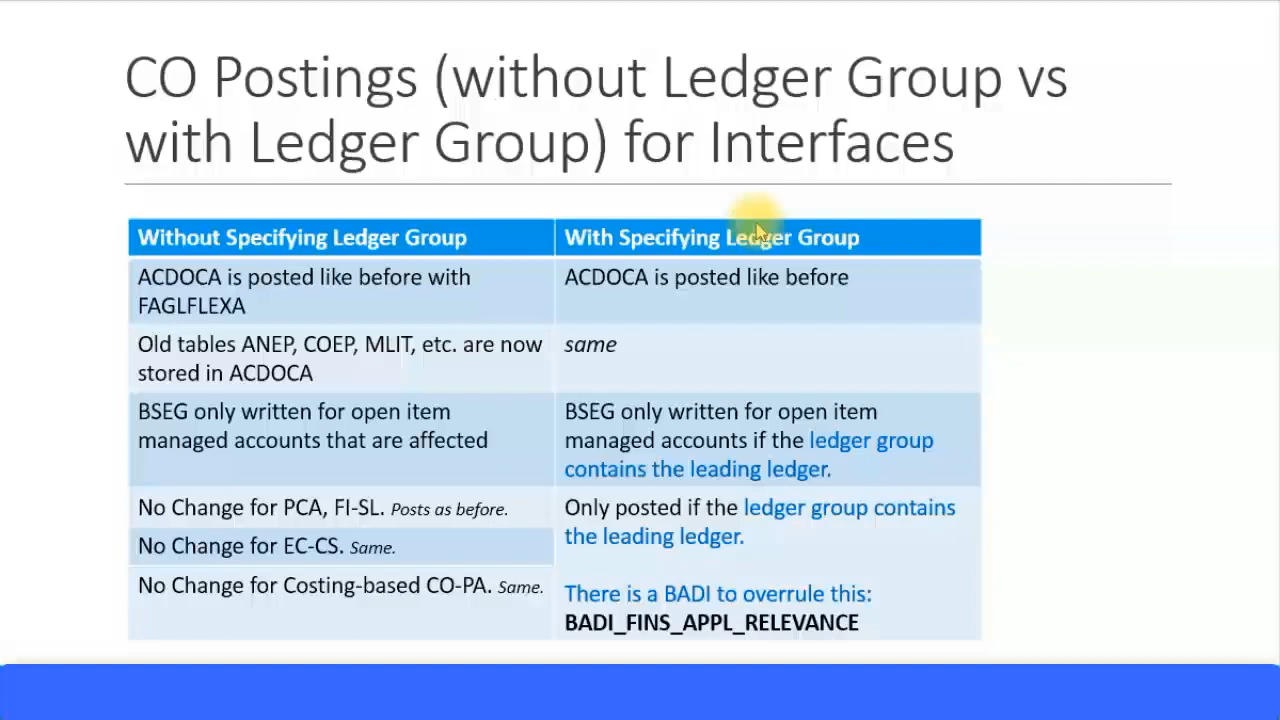 CO Postings (without Ledger Group vs
with Ledger Group) for Interfaces
Without Specifying Ledger Group
With Specifying Ledger Group
ACDOCA is posted like before with
FAGLFLEXA
ACDOCA is posted like before
Old tables ANEP, COEP, MLIT, etc. are now
stored in ACDOCA
same
BSEG only written for open item
managed accounts that are affected
BSEG only written for open item
managed accounts if the ledger group
contains the leading ledger.
No Change for PCA, FI-SL. Posts as before.
No Change for EC-CS. Same.
No Change for Costing-based CO-PA. Same.
Only posted if the ledger group contains
the leading ledger.
There is a BADI to overrule this:
BADI_FINS_APPL_RELEVANCE